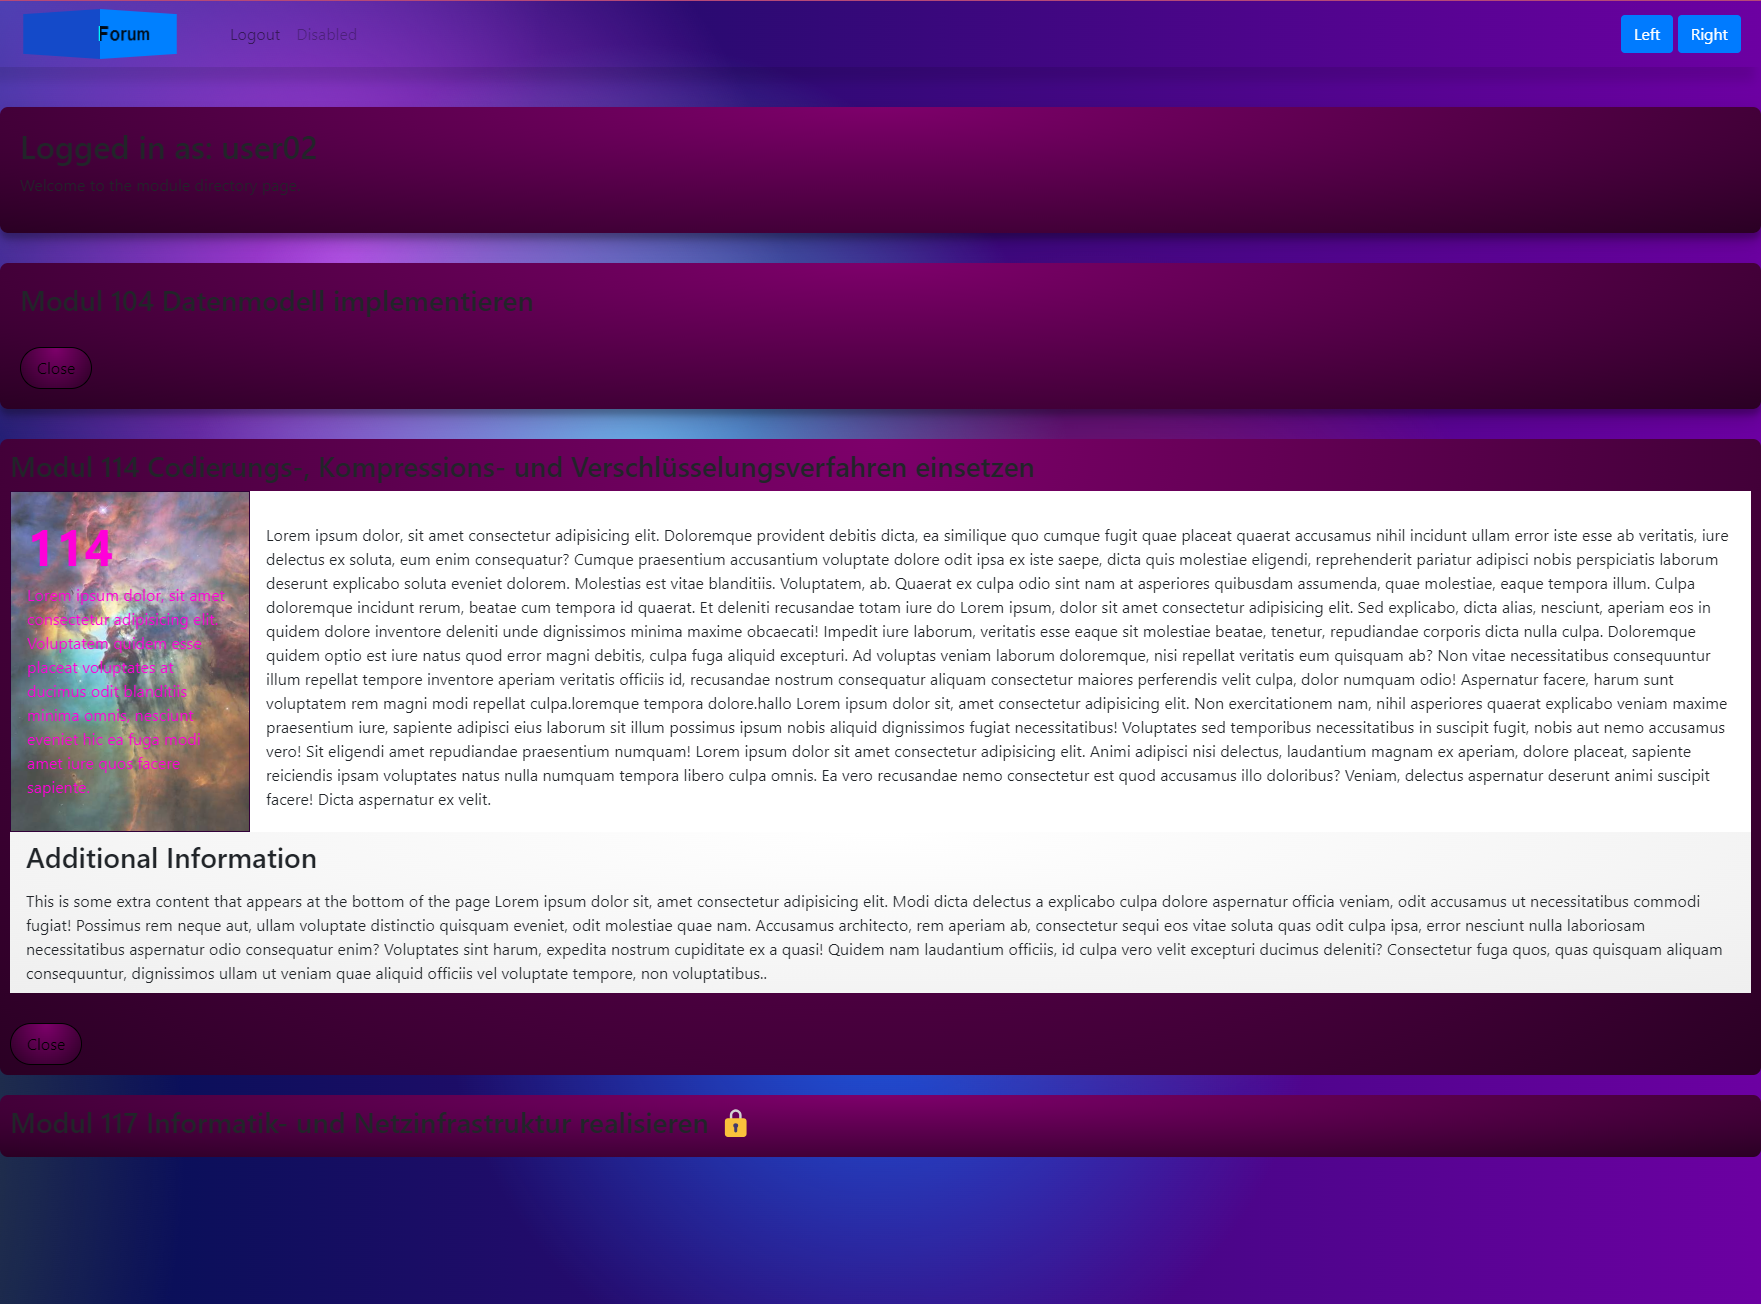 Forum
Logout Disabled
Left Right
Logged in as: user02
Welcome to the module directory page
Modul 104 Datenmodell implementieren
Close
Modul 114 Codierungs-, Kompressions- und Verschlüsselungsverfahren einsetzen
114
Lorem ipsum dolor, sit amet
consectetur adipisicing elit.
Voluptatem quidem esse
placeat voluptates at
ducimus odit blanditiis
minima omnis, nesciunt
eveniet hic ea fuga modi
amet iure quos facere
sapiente.
Lorem ipsum dolor, sit amet consectetur adipisicing elit. Doloremque provident debitis dicta, ea similique quo cumque fugit quae placeat quaerat accusamus nihil incidunt ullam error iste esse ab veritatis, iure
delectus ex soluta, eum enim consequatur? Cumque praesentium accusantium voluptate dolore odit ipsa ex iste saepe, dicta quis molestiae eligendi, reprehenderit pariatur adipisci nobis perspiciatis laborum
deserunt explicabo soluta eveniet dolorem. Molestias est vitae blanditiis. Voluptatem, ab. Quaerat ex culpa odio sint nam at asperiores quibusdam assumenda, quae molestiae, eaque tempora illum. Culpa
doloremque incidunt rerum, beatae cum tempora id quaerat. Et deleniti recusandae totam iure do Lorem ipsum, dolor sit amet consectetur adipisicing elit. Sed explicabo, dicta alias, nesciunt, aperiam eos in
quidem dolore inventore deleniti unde dignissimos minima maxime obcaecati! Impedit iure laborum, veritatis esse eaque sit molestiae beatae, tenetur, repudiandae corporis dicta nulla culpa. Doloremque
quidem optio est iure natus quod error magni debitis, culpa fuga aliquid excepturi. Ad voluptas veniam laborum doloremque, nisi repellat veritatis eum quisquam ab? Non vitae necessitatibus consequuntur
illum repellat tempore inventore aperiam veritatis officiis id, recusandae nostrum consequatur aliquam consectetur maiores perferendis velit culpa, dolor numquam odio! Aspernatur facere, harum sunt
voluptatem rem magni modi repellat culpa.loremque tempora dolore.hallo Lorem ipsum dolor sit, amet consectetur adipisicing elit. Non exercitationem nam, nihil asperiores quaerat explicabo veniam maxime
praesentium iure, sapiente adipisci eius laborum sit illum possimus ipsum nobis aliquid dignissimos fugiat necessitatibus! Voluptates sed temporibus necessitatibus in suscipit fugit, nobis aut nemo accusamus
vero! Sit eligendi amet repudiandae praesentium numquam! Lorem ipsum dolor sit amet consectetur adipisicing elit. Animi adipisci nisi delectus, laudantium magnam ex aperiam, dolore placeat, sapiente
reiciendis ipsam voluptates natus nulla numquam tempora libero culpa omnis. Ea vero recusandae nemo consectetur est quod accusamus illo doloribus? Veniam, delectus aspernatur deserunt animi suscipit
facere! Dicta aspernatur ex velit.
Additional Information
This is some extra content that appears at the bottom of the page Lorem ipsum dolor sit, amet consectetur adipisicing elit. Modi dicta delectus a explicabo culpa dolore aspernatur officia veniam, odit accusamus ut necessitatibus commodi
fugiat! Possimus rem neque aut, ullam voluptate distinctio quisquam eveniet, odit molestiae quae nam. Accusamus architecto, rem aperiam ab, consectetur sequi eos vitae soluta quas odit culpa ipsa, error nesciunt nulla laboriosam
necessitatibus aspernatur odio consequatur enim? Voluptates sint harum, expedita nostrum cupiditate ex a quasi! Quidem nam laudantium officiis, id culpa vero velit excepturi ducimus deleniti? Consectetur fuga quos, quas quisquam aliquam
consequuntur, dignissimos ullam ut veniam quae aliquid officiis vel voluptate tempore, non voluptatibus..
Close
Modul 117 Informatik- und Netzinfrastruktur realisieren